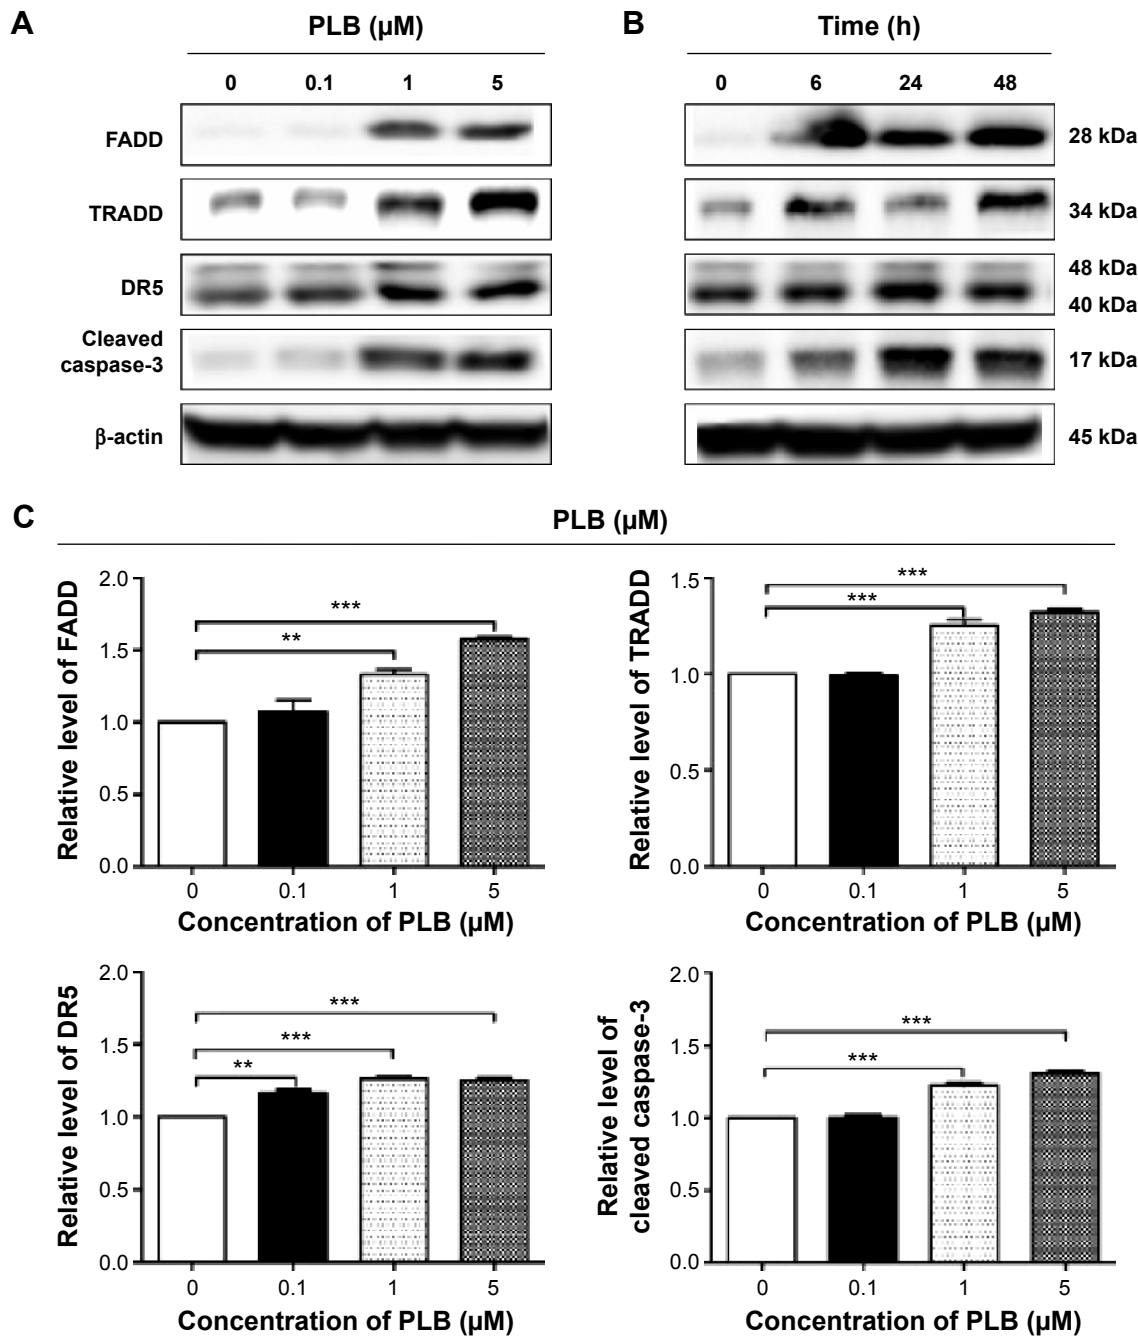 A
PLB (µM)
0 0.1 1 5
FADD
TRADD
DR5
Cleaved
caspase-3
β-actin
B
Time (h)
0 6 24 48
28 kDa
34 kDa
48 kDa
40 kDa
17 kDa
45 kDa
C
PLB (µM)
Relative level of FADD
2.0
1.5
1.0
0.5
0.0
***
**
0 0.1 1 5
Concentration of PLB (µM)
Relative level of TRADD
1.5
1.0
0.5
0.0
***
***
0 0.1 1 5
Concentration of PLB (µM)
Relative level of DR5
2.0
1.5
1.0
0.5
0.0
***
***
**
0 0.1 1 5
Concentration of PLB (µM)
Relative level of
cleaved caspase-3
2.0
1.5
1.0
0.5
0.0
***
***
0 0.1 1 5
Concentration of PLB (µM)